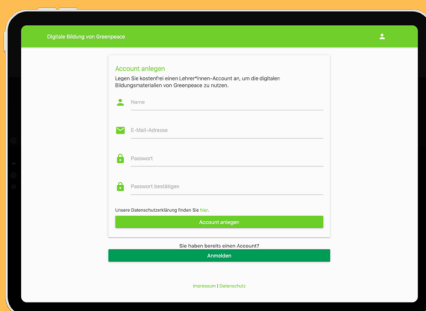 Digitale Bildung von Greenpeace
Account anlegen
Legen Sie kostenfrei einen Lehrer*innen-Account an, um die digitalen
Bildungsmaterialien von Greenpeace zu nutzen.
Name
E-Mail-Adresse
Passwort
Passwort bestätigen
Unsere Datenschutzerklärung finden Sie hier.
Account anlegen
Sie haben bereits einen Account?
Anmelden
Impressum | Datenschutz